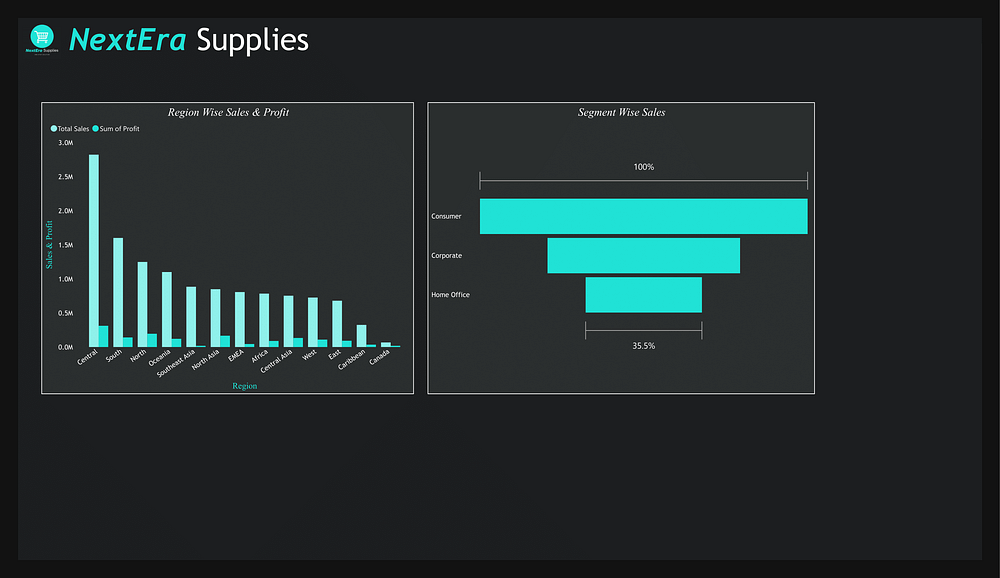 NextEra Supplies
NextEra Supplies
Region Wise Sales & Profit
Total Sales Sum of Profit
3.0M
2.5M
2.0M
1.5M
1.0M
0.5M
0.0M
Sales & Profit
Central
South
North
Oceania
Southeast Asia
North Asia
EMEA
Africa
Central Asia
West
East
Caribbean
Canada
Region
Segment Wise Sales
100%
Consumer
Corporate
Home Office
35.5%